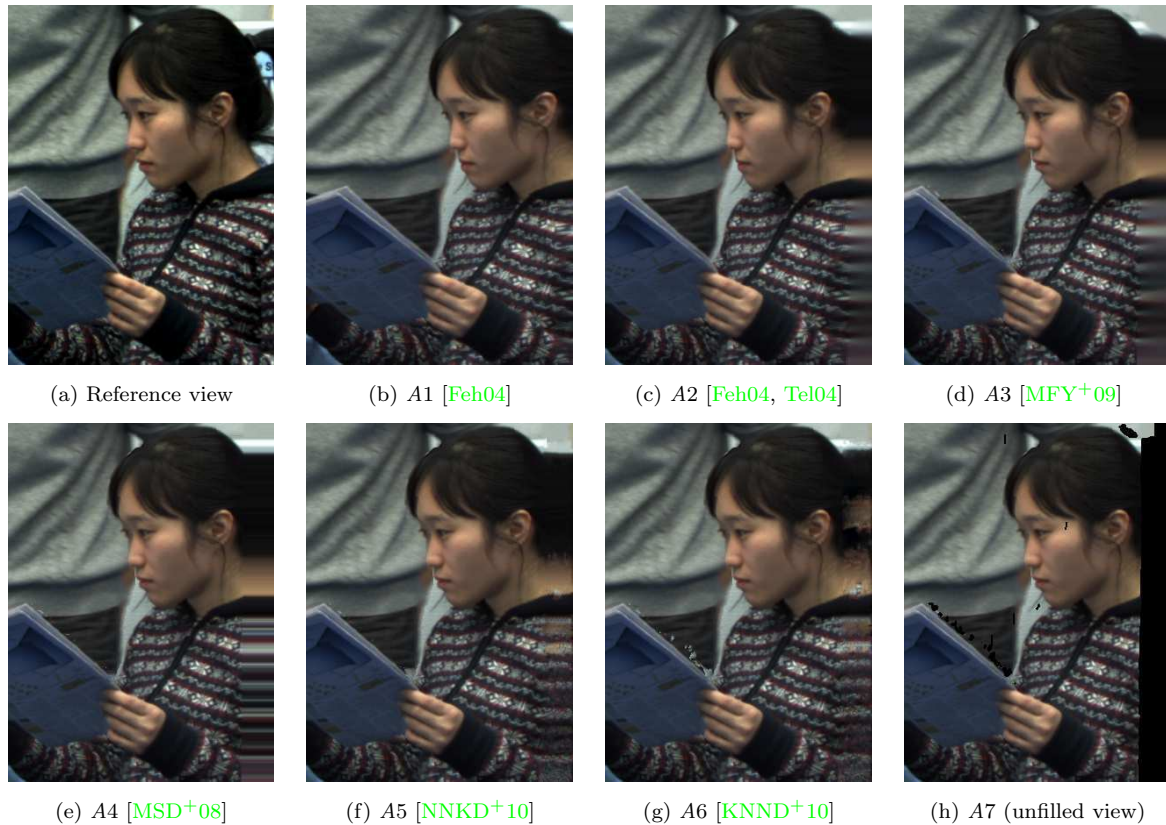 (a) Reference view
(b) A1 [Feh04]
(c) A2 [Feh04, Tel04]
(d) A3 [MFY+09]
(e) A4 [MSD+08]
(f) A5 [NNKD+10]
(g) A6 [KNND+10]
(h) A7 (unfilled view)